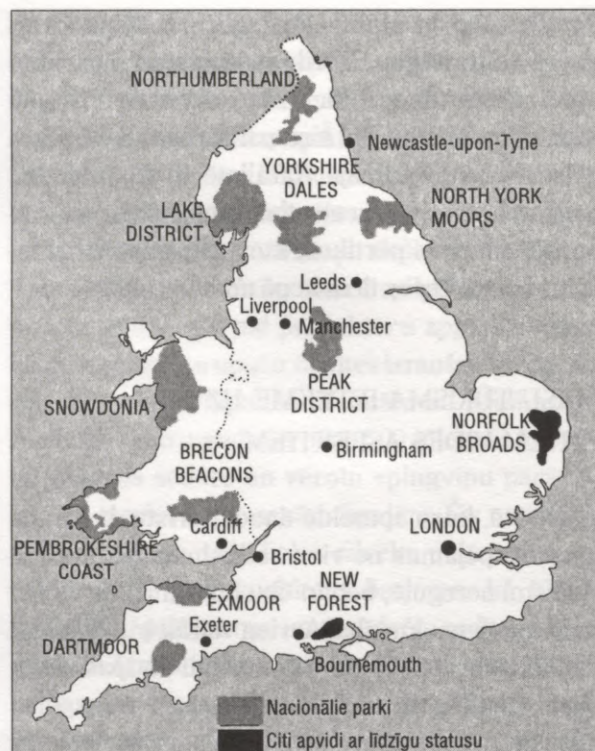 NORTHUMBERLAND
Newcastle-upon-Tyne
YORKSHIRE
DALES
LAKE
DISTRICT
NORTH YORK
MOORS
Leeds
Liverpool
Manchester
PEAK
DISTRICT
SNOWDONIA
NORFOLK
BROADS
BRECON
BEACONS
Birmingham
Cardiff
LONDON
PEMBROKESHIRE
COAST
Bristol
NEW
FOREST
EXMOOR
Exeter
DARTMOOR
Bournemouth
Nacionālie parki
Citi apvidi ar līdzīgu statusu